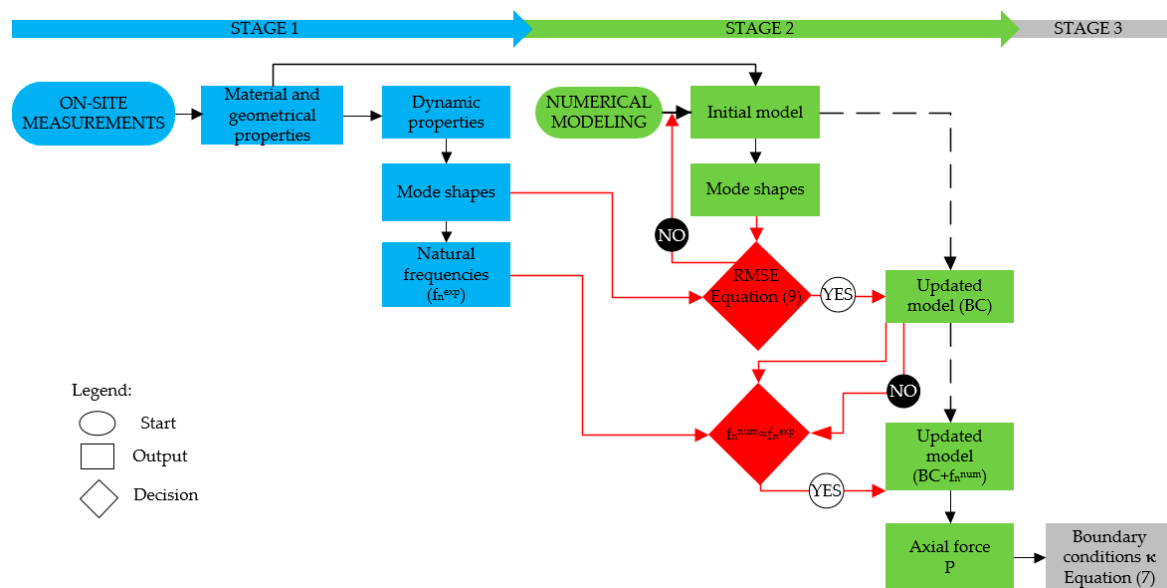 STAGE 1
STAGE 2
STAGE 3
ON-SITE
MEASUREMENTS
Material and
geometrical
properties
Dynamic
properties
NUMERICAL
MODELING
Initial model
Mode shapes
Mode shapes
NO
Natural
frequencies
(fₙᵉˣᵖ)
RMSE
Equation (9)
YES
Updated
model (BC)
Legend:
Start
Output
Decision
NO
fₙⁿᵘᵐ≈fₙᵉˣᵖ
YES
Updated
model
(BC+fₙⁿᵘᵐ)
Axial force
P
Boundary
conditions κ
Equation (7)